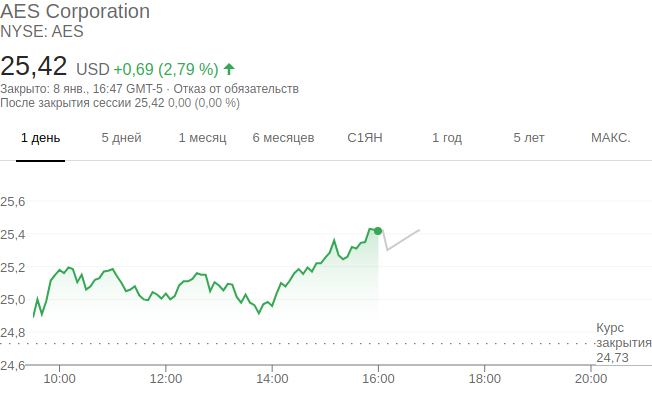 AES Corporation
NYSE: AES
25,42 USD +0,69 (2,79 %)
Закрыто: 8 янв., 16:47 GMT-5 · Отказ от обязательств
После закрытия сессии 25,42 0,00 (0,00 %)
1 день 5 дней 1 месяц 6 месяцев С1ЯН 1 год 5 лет МАКС.
25,6
25,4
25,2
25,0
24,8
Курс
закрытия
24,73
24,6
10:00 12:00 14:00 16:00 18:00 20:00